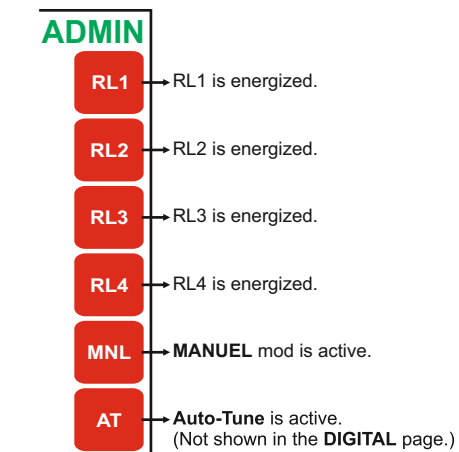 ADMIN
RL1 RL1 is energized.
RL2 RL2 is energized.
RL3 RL3 is energized.
RL4 RL4 is energized.
MNL MANUEL mod is active.
AT Auto-Tune is active.
(Not shown in the DIGITAL page.)